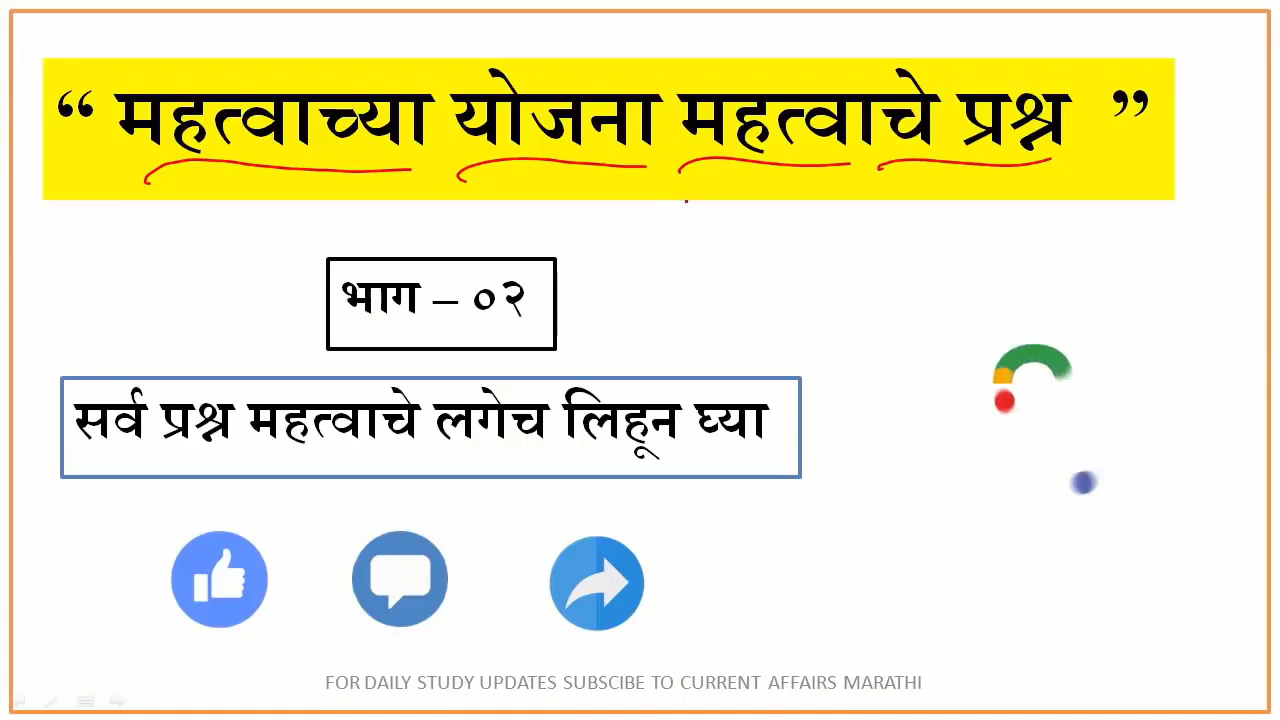 “ महत्वाच्या योजना महत्वाचे प्रश्न ”
भाग – ०२
सर्व प्रश्न महत्वाचे लगेच लिहून घ्या
FOR DAILY STUDY UPDATES SUBSCIBE TO CURRENT AFFAIRS MARATHI